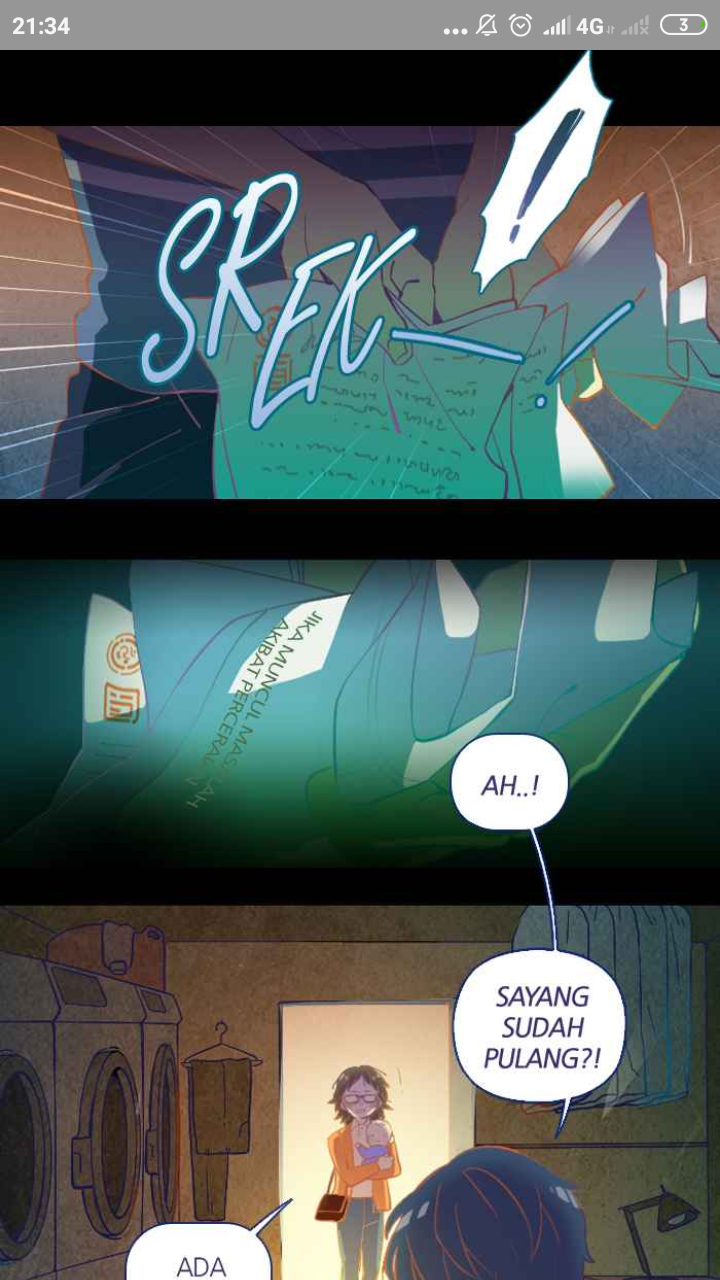 21:34
4G
3
SREK
!
JIKA MUNCUL MASALAH
AKIBAT PERCERAIAN
AH..!
SAYANG
SUDAH
PULANG?!
ADA